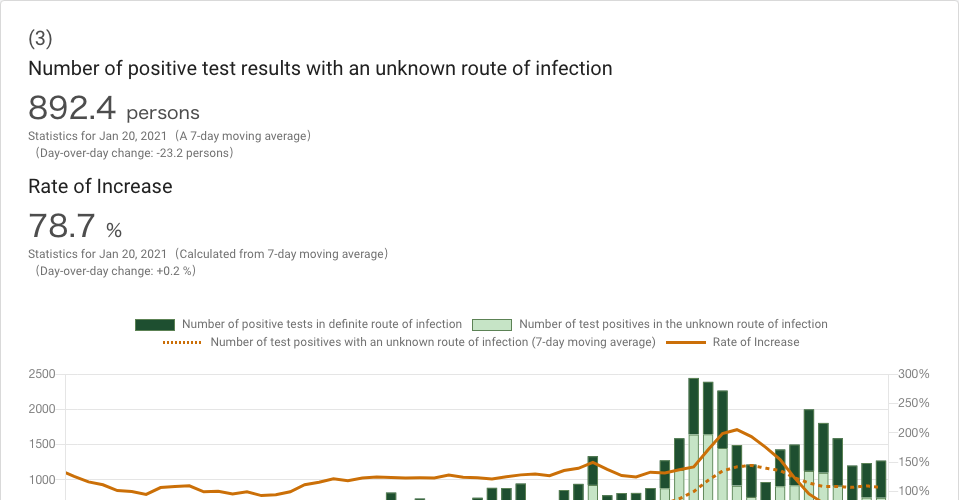 (3)
Number of positive test results with an unknown route of infection
892.4 persons
Statistics for Jan 20, 2021（A 7-day moving average）
（Day-over-day change: -23.2 persons）
Rate of Increase
78.7 %
Statistics for Jan 20, 2021（Calculated from 7-day moving average）
（Day-over-day change: +0.2 %）
Number of positive tests in definite route of infection Number of test positives in the unknown route of infection
Number of test positives with an unknown route of infection (7-day moving average) Rate of Increase
2500 300%
250%
2000
200%
1500
150%
1000
100%